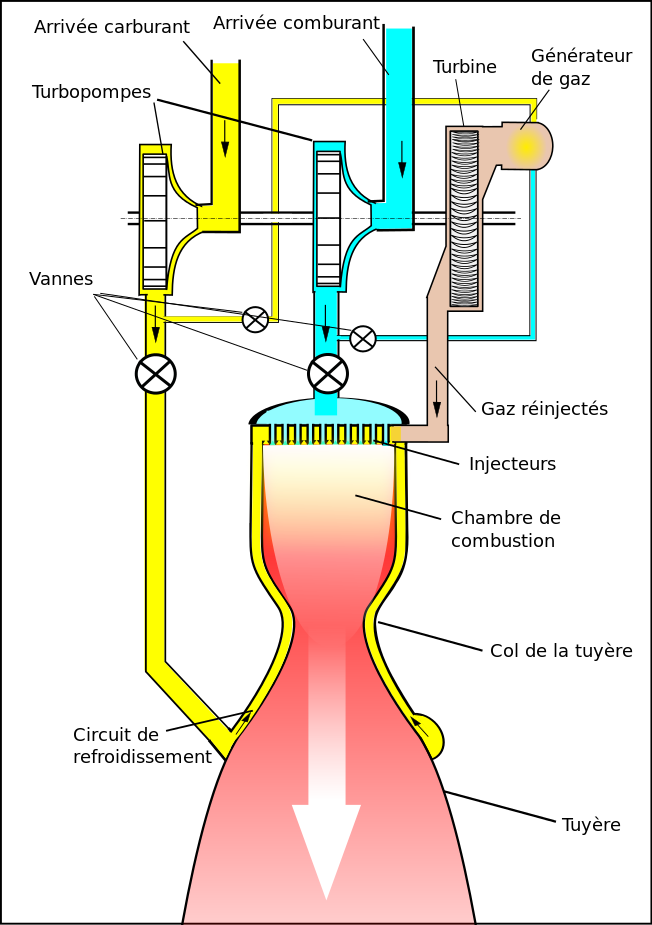 Arrivée carburant
Arrivée comburant
Turbine
Générateur
de gaz
Turbopompes
Vannes
Gaz réinjectés
Injecteurs
Chambre de
combustion
Col de la tuyère
Circuit de
refroidissement
Tuyère